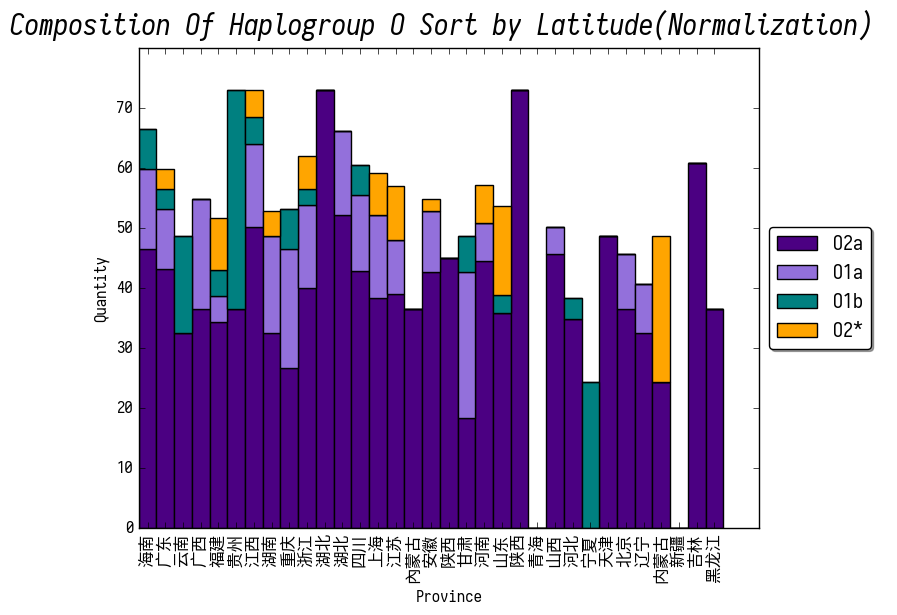 Composition Of Haplogroup O Sort by Latitude(Normalization)
70
60
50
40
30
20
10
0
Quantity
O2a
O1a
O1b
O2*
海南
广东
云南
广西
福建
贵州
江西
湖南
重庆
浙江
湖北
湖北
四川
上海
江苏
内蒙古
安徽
陕西
甘肃
河南
山东
陕西
青海
山西
河北
宁夏
天津
北京
辽宁
内蒙古
新疆
吉林
黑龙江
Province